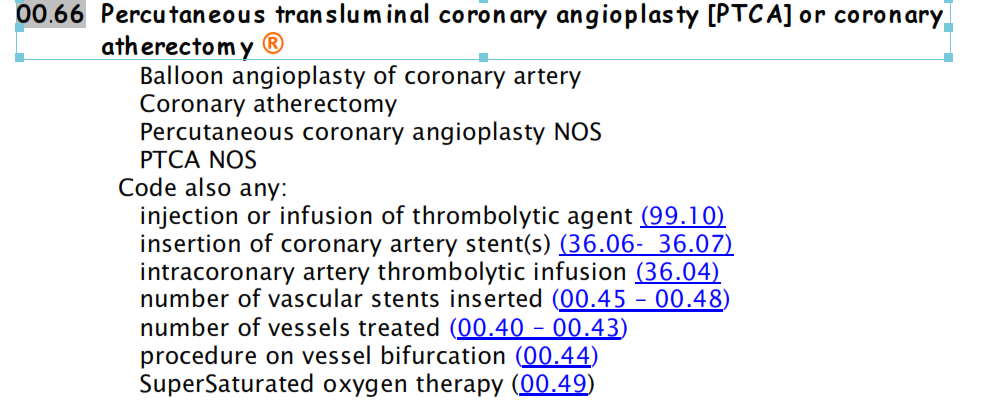 00.66 Percutaneous transluminal coronary angioplasty [PTCA] or coronary
atherectomy ®
Balloon angioplasty of coronary artery
Coronary atherectomy
Percutaneous coronary angioplasty NOS
PTCA NOS
Code also any:
injection or infusion of thrombolytic agent (99.10)
insertion of coronary artery stent(s) (36.06- 36.07)
intracoronary artery thrombolytic infusion (36.04)
number of vascular stents inserted (00.45 – 00.48)
number of vessels treated (00.40 – 00.43)
procedure on vessel bifurcation (00.44)
SuperSaturated oxygen therapy (00.49)